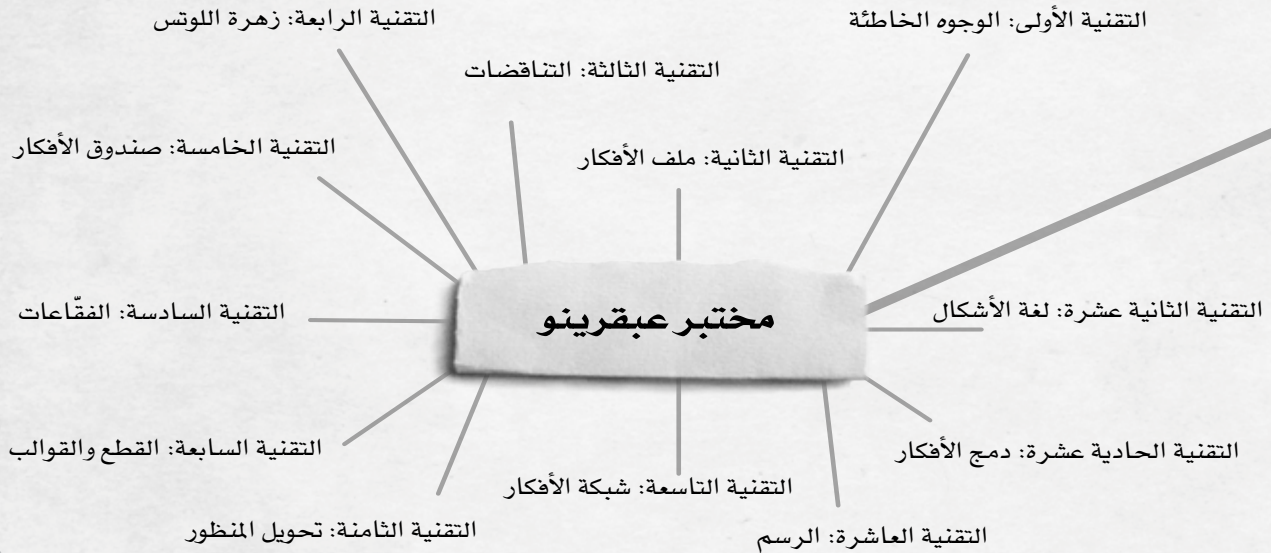 التقنية الأولى: الوجوه الخاطئة
التقنية الرابعة: زهرة اللوتس
التقنية الثالثة: التناقضات
التقنية الثانية: ملف الأفكار
التقنية الخامسة: صندوق الأفكار
التقنية الثانية عشرة: لغة الأشكال
مختبر عبقرينو
التقنية السادسة: الفقّاعات
التقنية الحادية عشرة: دمج الأفكار
التقنية السابعة: القطع والقوالب
التقنية التاسعة: شبكة الأفكار
التقنية العاشرة: الرسم
التقنية الثامنة: تحويل المنظور